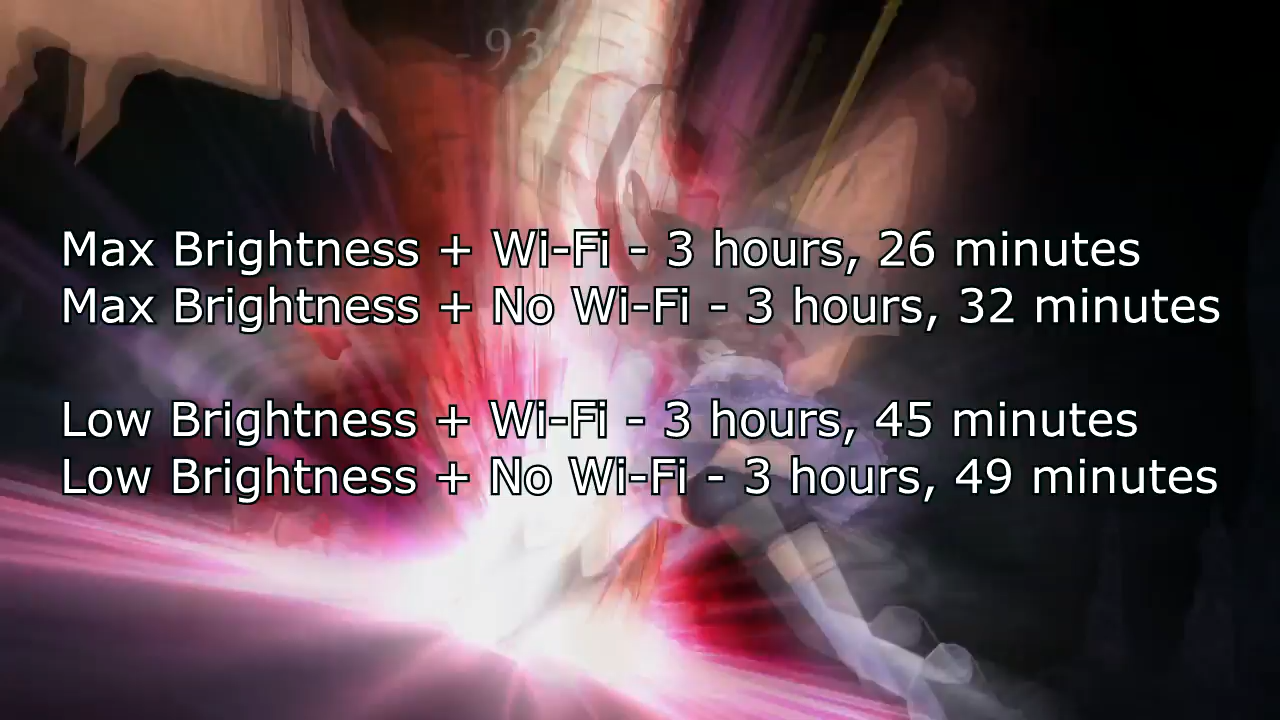 - 93
Max Brightness + Wi-Fi - 3 hours, 26 minutes
Max Brightness + No Wi-Fi - 3 hours, 32 minutes
Low Brightness + Wi-Fi - 3 hours, 45 minutes
Low Brightness + No Wi-Fi - 3 hours, 49 minutes